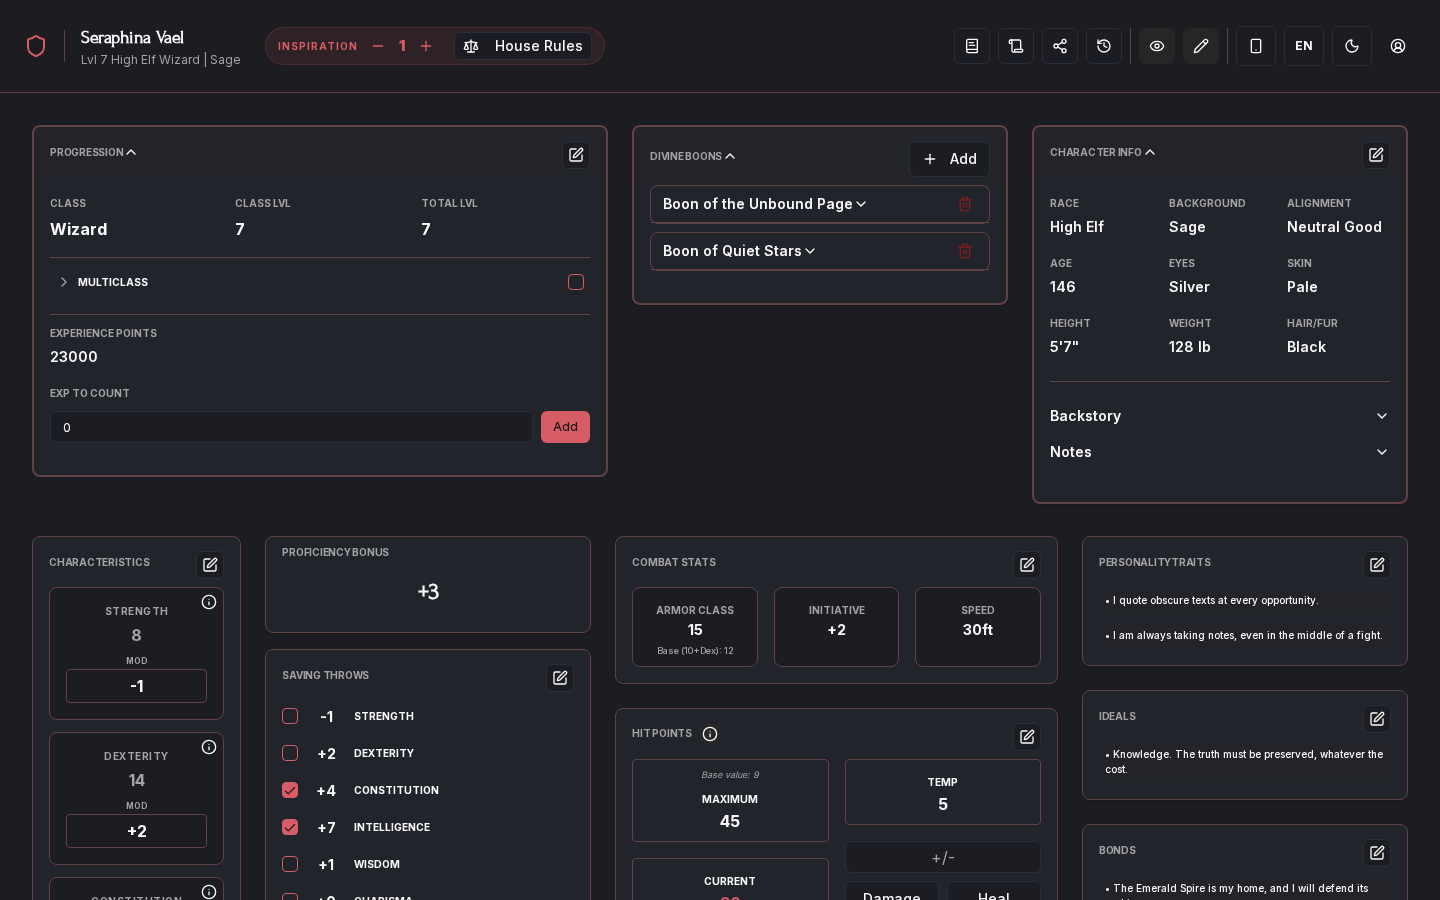 Seraphina Vael
Lvl 7 High Elf Wizard | Sage
INSPIRATION
1
House Rules
EN
PROGRESSION
CLASS
CLASS LVL
TOTAL LVL
Wizard
7
7
MULTICLASS
EXPERIENCE POINTS
23000
EXP TO COUNT
0
Add
DIVINE BOONS
Add
Boon of the Unbound Page
Boon of Quiet Stars
CHARACTER INFO
RACE
BACKGROUND
ALIGNMENT
High Elf
Sage
Neutral Good
AGE
EYES
SKIN
146
Silver
Pale
HEIGHT
WEIGHT
HAIR/FUR
5'7"
128 lb
Black
Backstory
Notes
CHARACTERISTICS
STRENGTH
8
MOD
-1
DEXTERITY
14
MOD
+2
CONSTITUTION
PROFICIENCY BONUS
+3
SAVING THROWS
-1 STRENGTH
+2 DEXTERITY
+4 CONSTITUTION
+7 INTELLIGENCE
+1 WISDOM
CHARISMA
COMBAT STATS
ARMOR CLASS
15
Base (10+Dex): 12
INITIATIVE
+2
SPEED
30ft
HIT POINTS
Base value: 9
MAXIMUM
45
CURRENT
TEMP
5
+/-
Damage
Heal
PERSONALITY TRAITS
• I quote obscure texts at every opportunity.
• I am always taking notes, even in the middle of a fight.
IDEALS
• Knowledge. The truth must be preserved, whatever the
cost.
BONDS
• The Emerald Spire is my home, and I will defend its